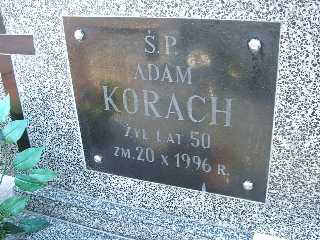 Ś.P.
ADAM
KORACH
ŻYŁ LAT 50
ZM. 20 X 1996 R.